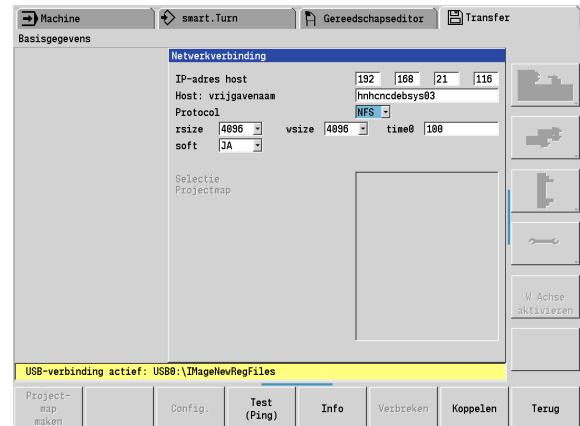 Machine smart.Turn Gereedschapseditor Transfer
Basisgegevens
Netwerkverbinding
IP-adres host 192 168 21 116
Host: vrijgavenaam hnhcncdebsys03
Protocol NFS
rsize 4096 wsize 4096 time0 100
soft JA
Selectie
Projectmap
W Achse
aktivieren
USB-verbinding actief: USB0:\IMageNewRegFiles
Project-
map
maken
Config.
Test
(Ping)
Info
Verbreken
Koppelen
Terug